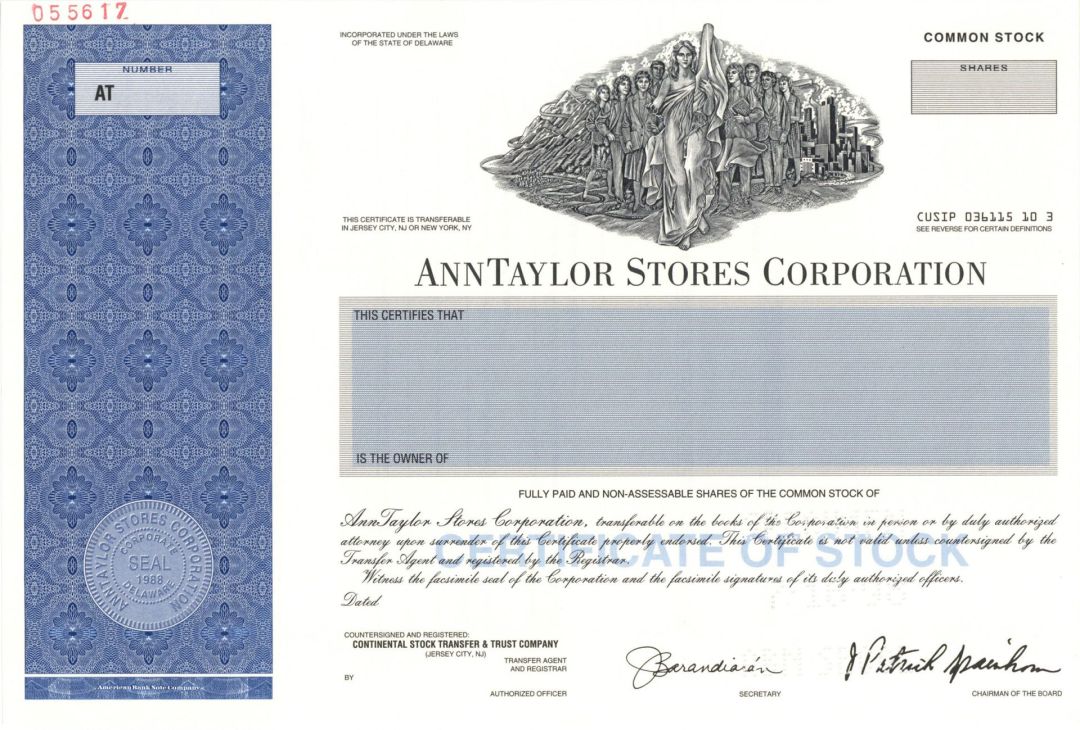 055617
NUMBER
AT
INCORPORATED UNDER THE LAWS
OF THE STATE OF DELAWARE
COMMON STOCK
SHARES
THIS CERTIFICATE IS TRANSFERABLE
IN JERSEY CITY, NJ OR NEW YORK, NY
CUSIP 036115 10 3
SEE REVERSE FOR CERTAIN DEFINITIONS
ANNTAYLOR STORES CORPORATION
THIS CERTIFIES THAT
IS THE OWNER OF
FULLY PAID AND NON-ASSESSABLE SHARES OF THE COMMON STOCK OF
AnnTaylor Stores Corporation, transferable on the books of the Corporation in person or by duly authorized
attorney upon surrender of this Certificate properly endorsed. This Certificate is not valid unless countersigned by the
Transfer Agent and registered by the Registrar.
CERTIFICATE OF STOCK
Witness the facsimile seal of the Corporation and the facsimile signatures of its duly authorized officers.
Dated
ANNTAYLOR STORES CORPORATION
CORPORATE
SEAL
1988
DELAWARE
COUNTERSIGNED AND REGISTERED:
CONTINENTAL STOCK TRANSFER & TRUST COMPANY
(JERSEY CITY, NJ)
TRANSFER AGENT
AND REGISTRAR
BY
AUTHORIZED OFFICER
SECRETARY
J Patrick Spainhour
CHAIRMAN OF THE BOARD
American Bank Note Company